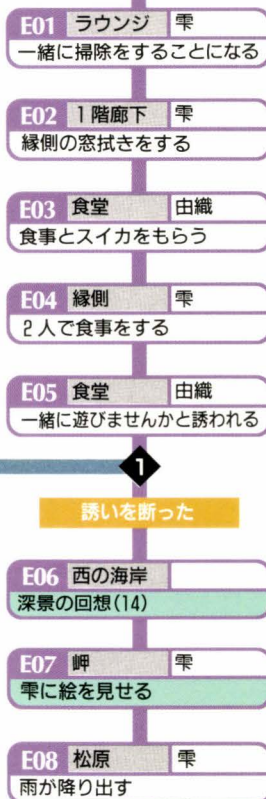 E01 ラウンジ 雫
一緒に掃除をすることになる
E02 1階廊下 雫
縁側の窓拭きをする
E03 食堂 由織
食事とスイカをもらう
E04 縁側 雫
2人で食事をする
E05 食堂 由織
一緒に遊びませんかと誘われる
1
誘いを断った
E06 西の海岸
深景の回想(14)
E07 岬 雫
雫に絵を見せる
E08 松原 雫
雨が降り出す